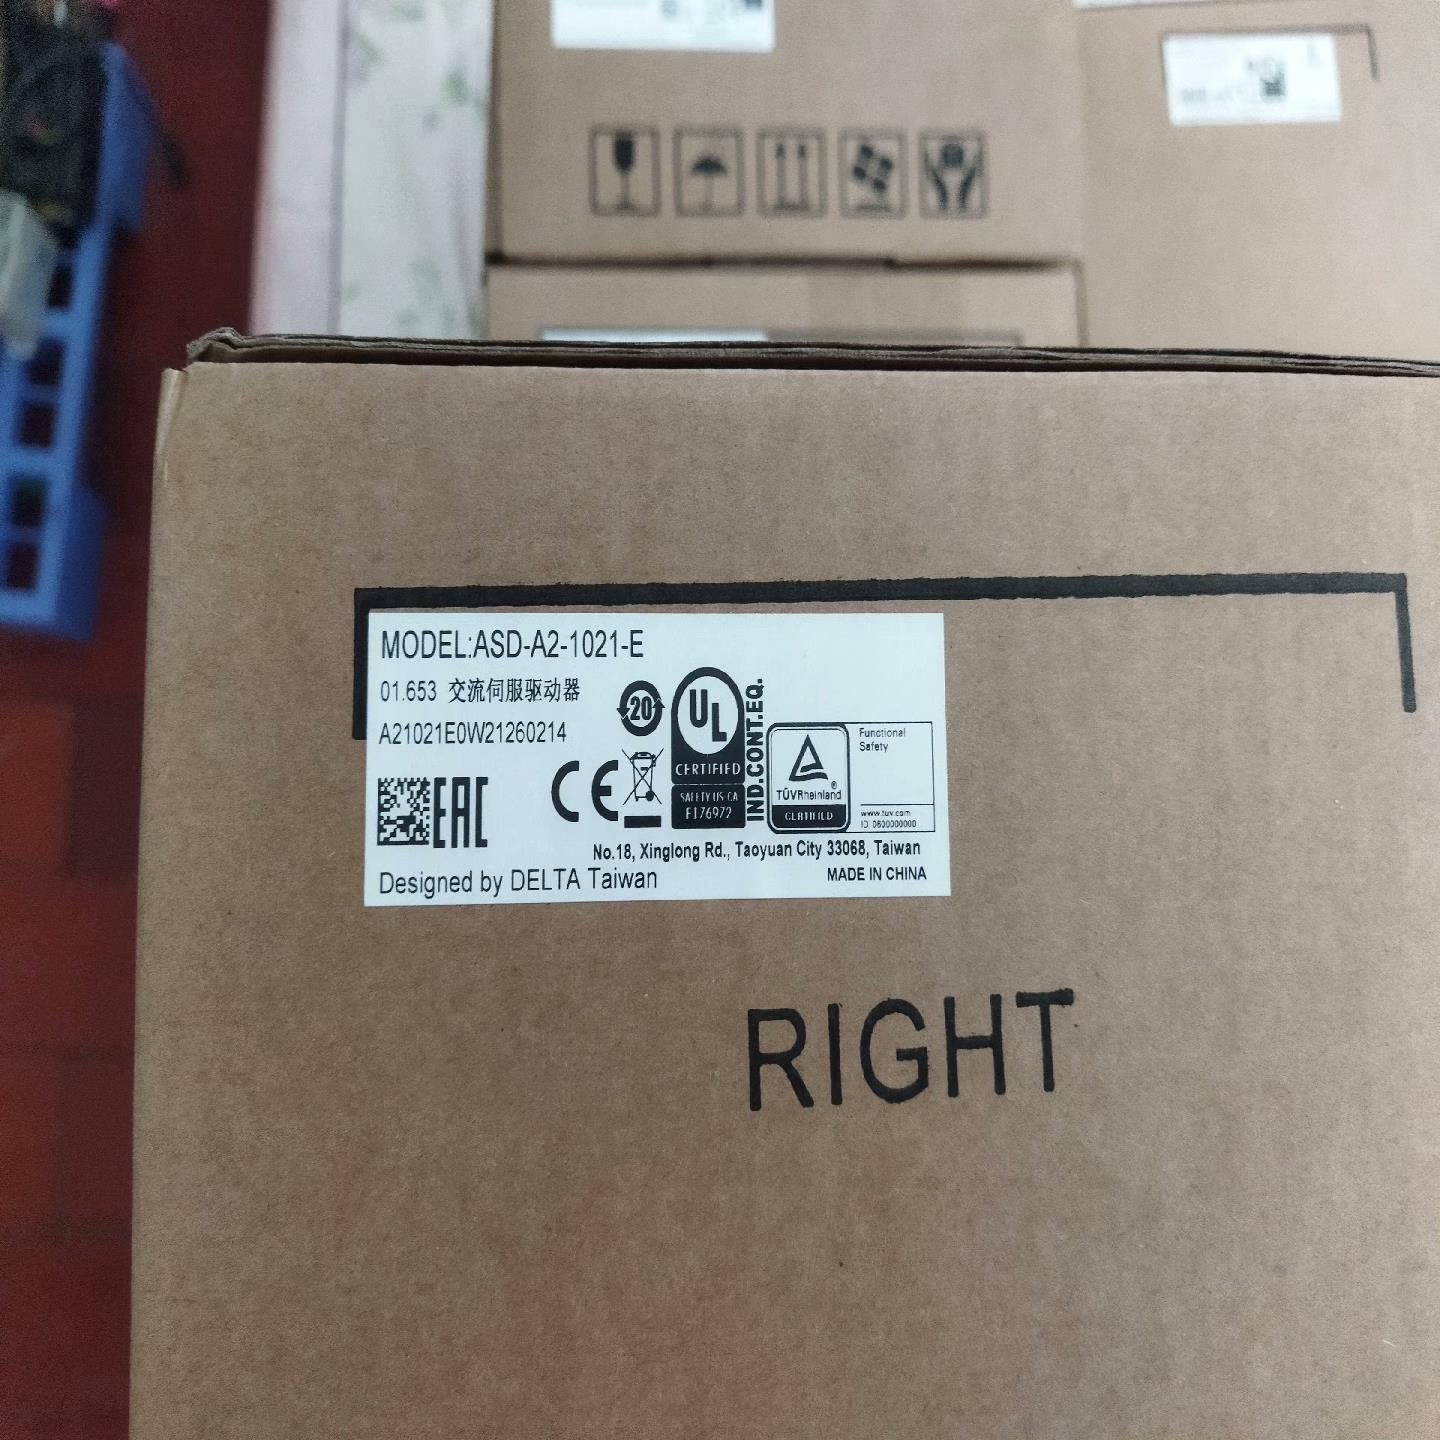 MODEL:ASD-A2-1021-E
01.653 交流伺服驱动器
A21021E0W21260214
20
UL
CERTIFIED
SAFETY US-CA
E176972
IND.CONT.EQ.
TÜVRheinland
CERTIFIED
Functional
Safety
www.tuv.com
ID 0600000000
EAC
CE
No.18, Xinglong Rd., Taoyuan City 33068, Taiwan
Designed by DELTA Taiwan
MADE IN CHINA
RIGHT